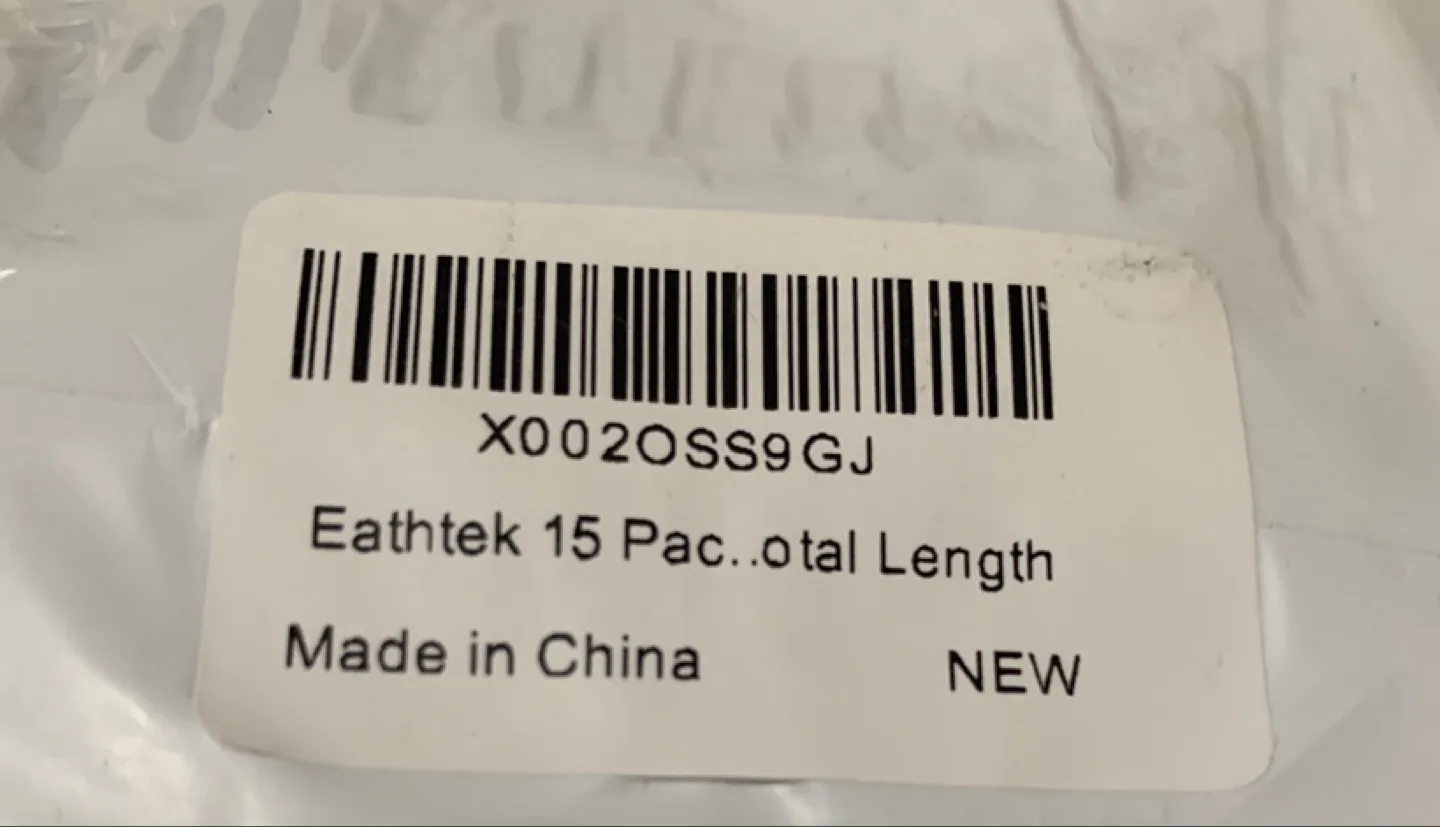 X002OSS9GJ
Eathtek 15 Pac..otal Length
Made in China
NEW